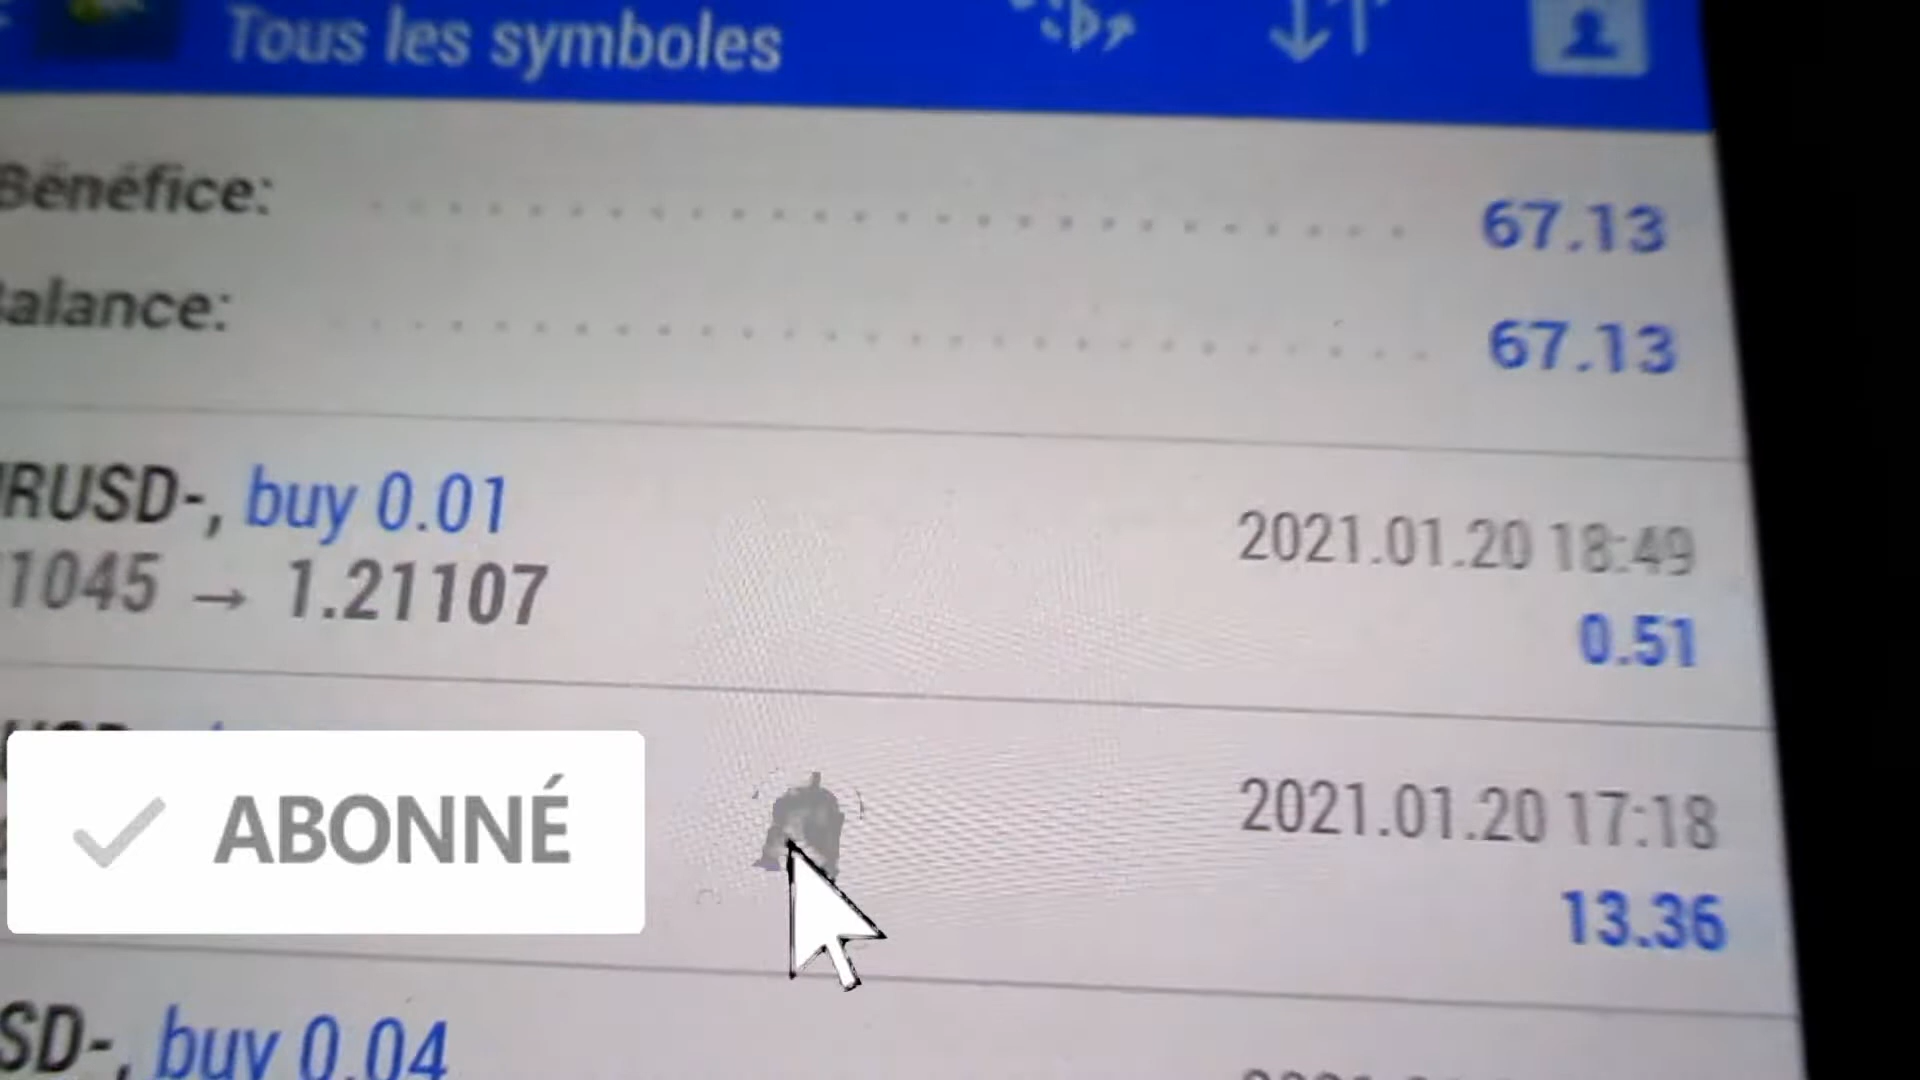 Tous les symboles
Bénéfice: 67.13
Balance: 67.13
RUSD-, buy 0.01 2021.01.20 18:49
1045 → 1.21107 0.51
2021.01.20 17:18
13.36
ABONNÉ
SD-, buy 0.04